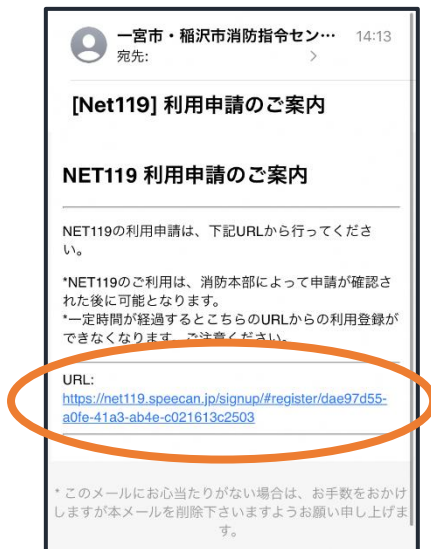 一宮市・稲沢市消防指令セン… 14:13
宛先: >
[Net119] 利用申請のご案内
NET119 利用申請のご案内
NET119の利用申請は、下記URLから行ってくださ
い。
*NET119のご利用は、消防本部によって申請が確認さ
れた後に可能となります。
*一定時間が経過するとこちらのURLからの利用登録が
できなくなります。ご注意ください。
URL:
https://net119.speecan.jp/signup/#register/dae97d55-
a0fe-41a3-ab4e-c021613c2503
* このメールにお心当たりがない場合は、お手数をおかけ
しますが本メールを削除下さいますようお願い申し上げま
す。